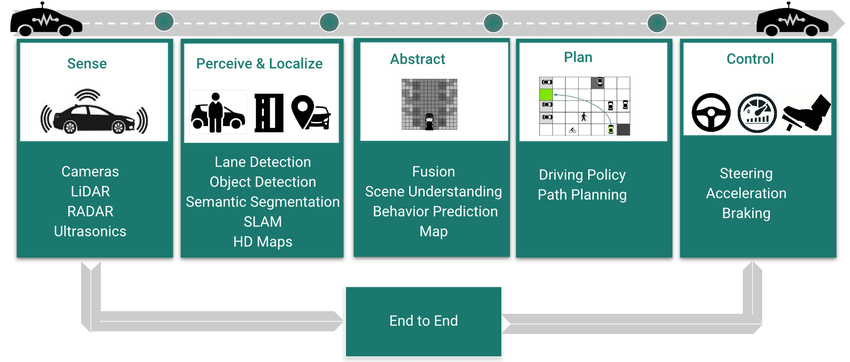 Sense
Cameras
LiDAR
RADAR
Ultrasonics
Perceive & Localize
Lane Detection
Object Detection
Semantic Segmentation
SLAM
HD Maps
Abstract
Fusion
Scene Understanding
Behavior Prediction
Map
Plan
Driving Policy
Path Planning
Control
Steering
Acceleration
Braking
End to End